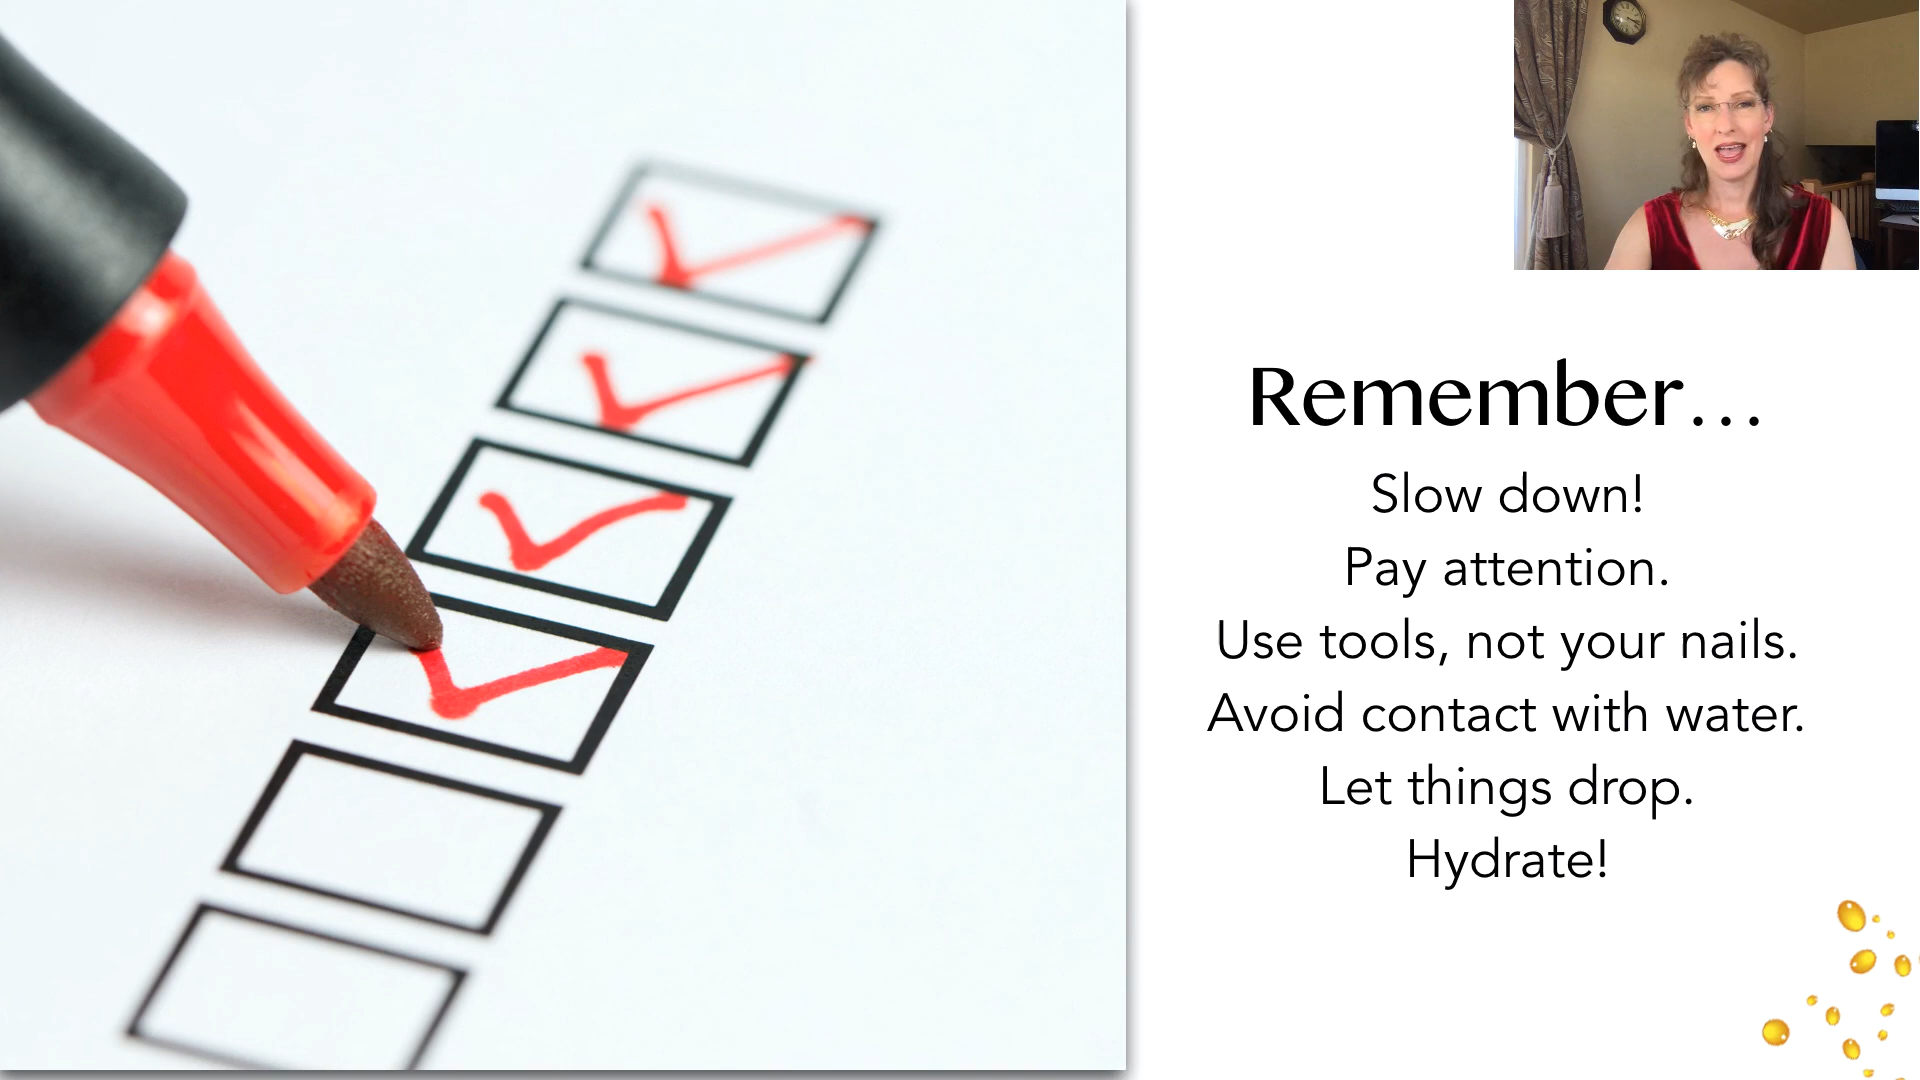 Remember…
Slow down!
Pay attention.
Use tools, not your nails.
Avoid contact with water.
Let things drop.
Hydrate!